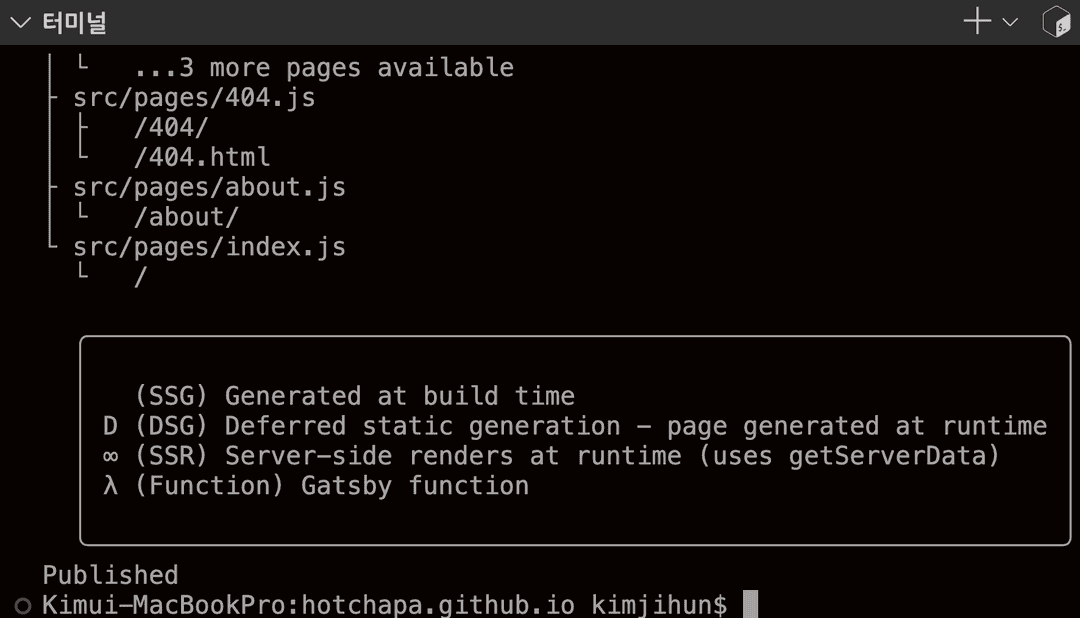 터미널
└ ...3 more pages available
├ src/pages/404.js
├ /404/
└ /404.html
├ src/pages/about.js
└ /about/
└ src/pages/index.js
└ /
(SSG) Generated at build time
D (DSG) Deferred static generation - page generated at runtime
∞ (SSR) Server-side renders at runtime (uses getServerData)
λ (Function) Gatsby function
Published
Kimui-MacBookPro:hotchapa.github.io kimjihun$